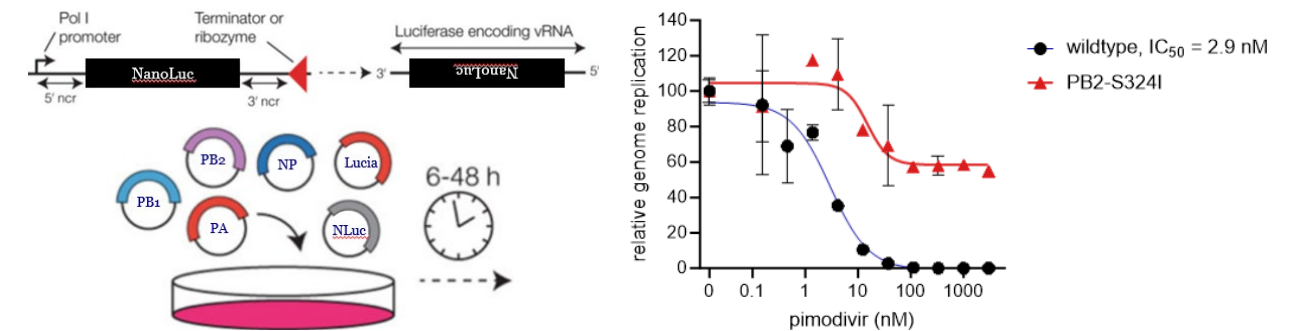 Pol I
promoter
Terminator or
ribozyme
Luciferase encoding vRNA
NanoLuc
3'
NanoLuc
5'
5' ncr
3' ncr
PB2
NP
Lucia
PB1
PA
NLuc
6-48 h
relative genome replication
140
120
100
80
60
40
20
0
0 0.1 1 10 100 1000
pimodivir (nM)
wildtype, IC50 = 2.9 nM
PB2-S324I